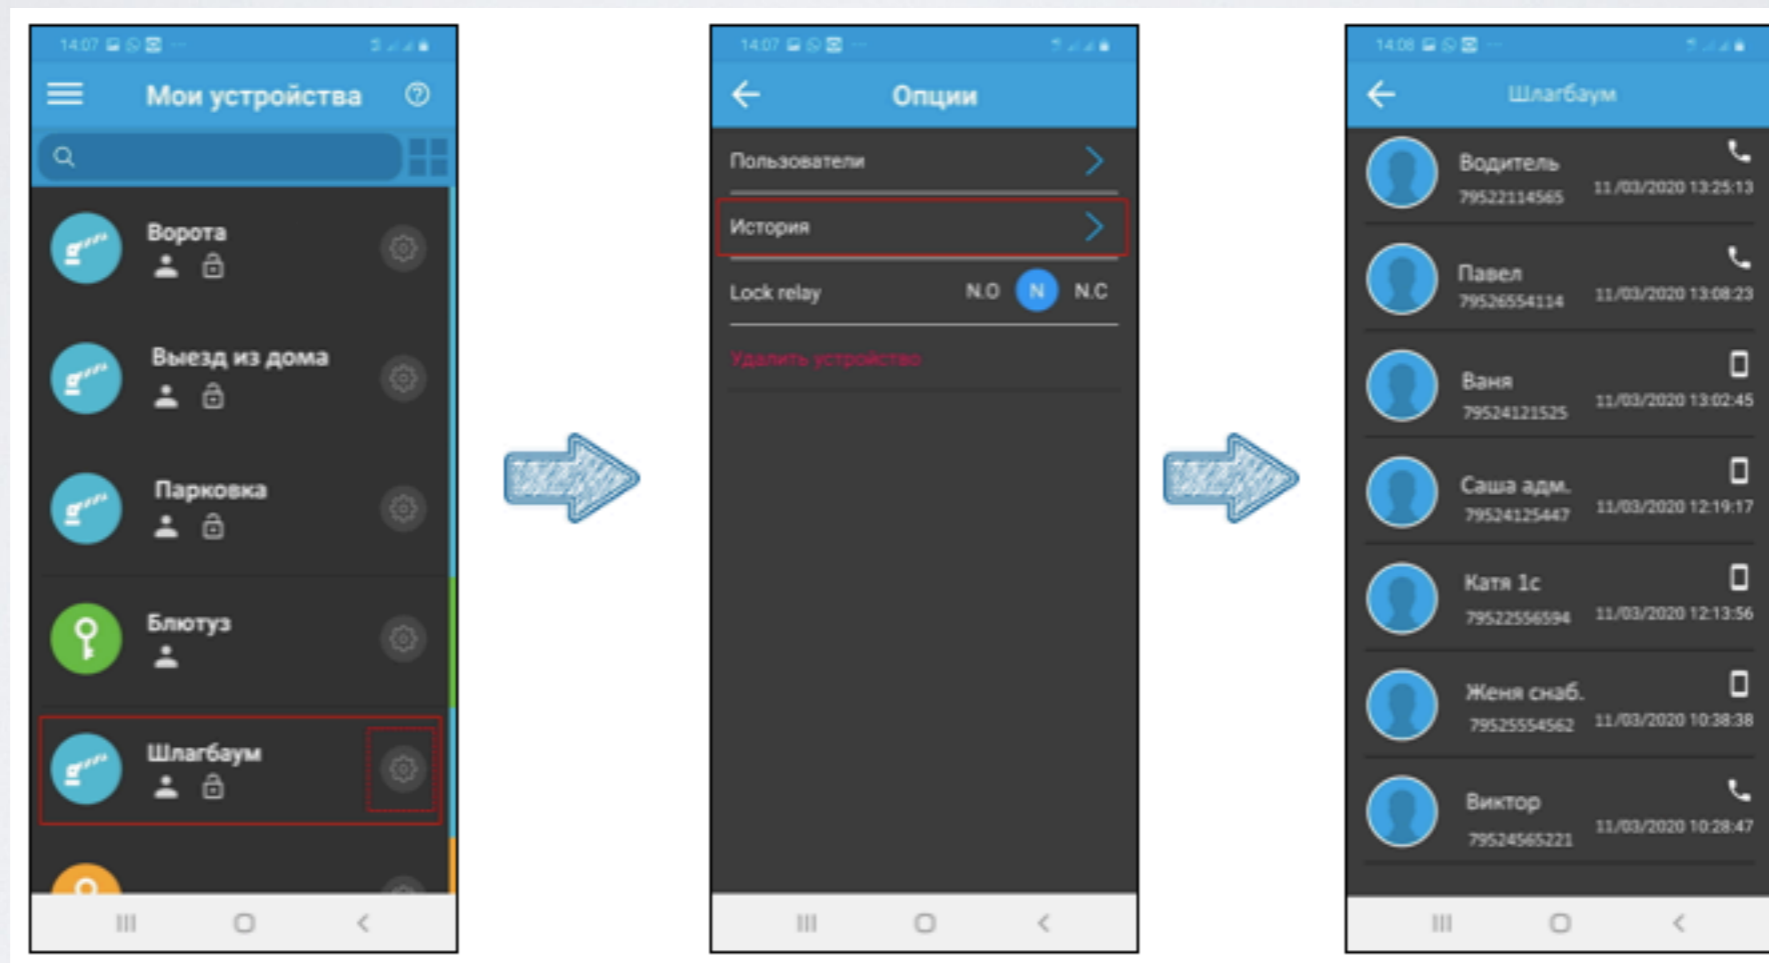 14:07
Мои устройства
Ворота
Выезд из дома
Парковка
Блютуз
Шлагбаум
14:07
Опции
Пользователи
История
Lock relay N.O N N.C
Удалить устройство
14:08
Шлагбаум
Водитель
79522114565 11/03/2020 13:25:13
Павел
79526554114 11/03/2020 13:08:23
Ваня
79524121525 11/03/2020 13:02:45
Саша адм.
79524125447 11/03/2020 12:19:17
Катя 1с
79522556594 11/03/2020 12:13:56
Женя снаб.
79525554562 11/03/2020 10:38:38
Виктор
79524565221 11/03/2020 10:28:47